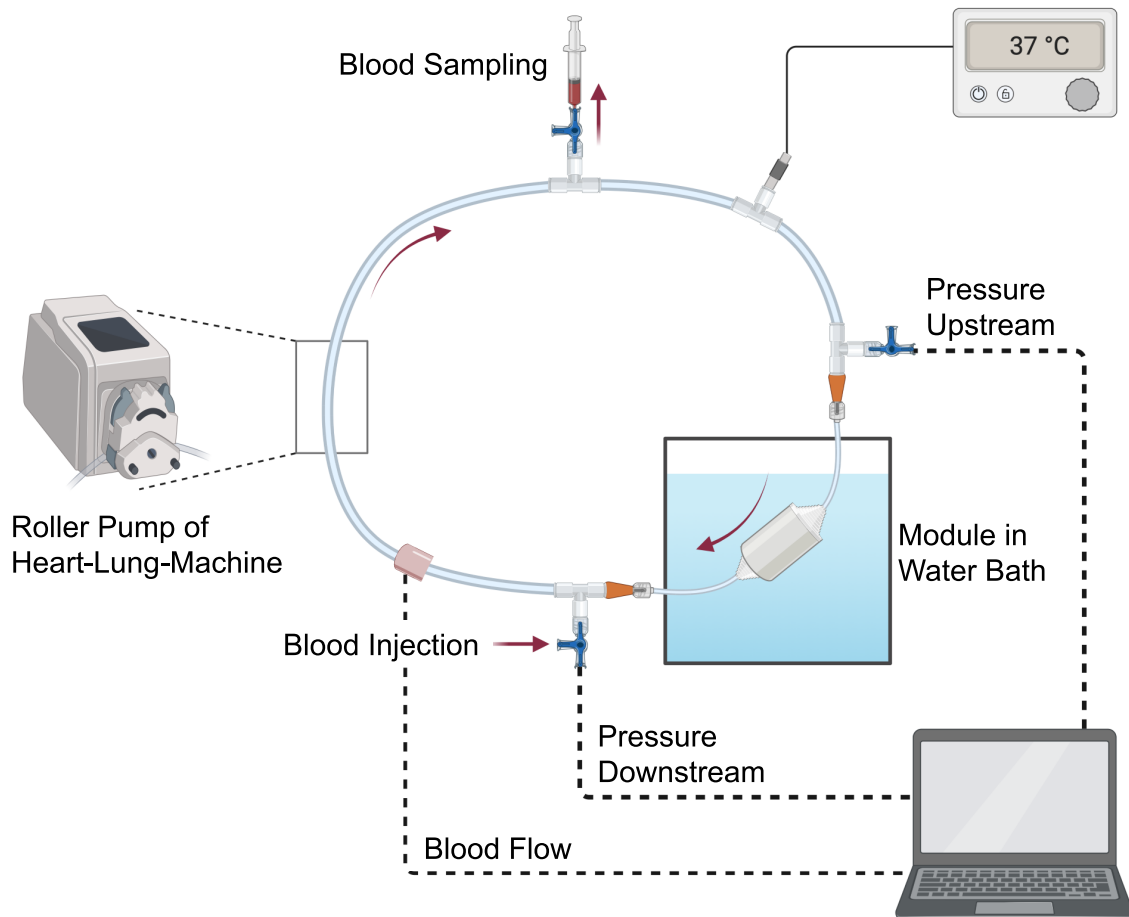 Blood Sampling
37 °C
Pressure
Upstream
Roller Pump of
Heart-Lung-Machine
Module in
Water Bath
Blood Injection
Pressure
Downstream
Blood Flow